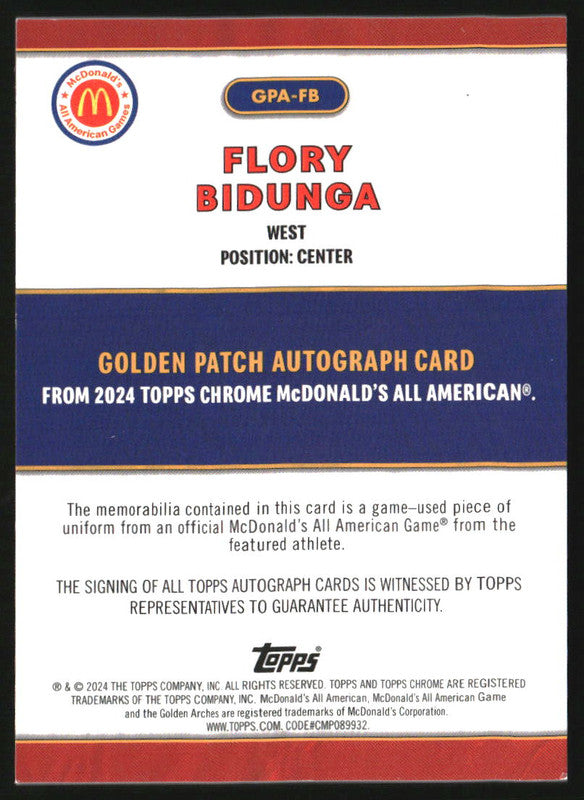 McDonald's
All American Games
GPA-FB
FLORY
BIDUNGA
WEST
POSITION: CENTER
GOLDEN PATCH AUTOGRAPH CARD
FROM 2024 TOPPS CHROME McDONALD'S ALL AMERICAN®.
The memorabilia contained in this card is a game–used piece of
uniform from an official McDonald's All American Game® from the
featured athlete.
THE SIGNING OF ALL TOPPS AUTOGRAPH CARDS IS WITNESSED BY TOPPS
REPRESENTATIVES TO GUARANTEE AUTHENTICITY.
Topps®
® & © 2024 THE TOPPS COMPANY, INC. ALL RIGHTS RESERVED. TOPPS AND TOPPS CHROME ARE REGISTERED
TRADEMARKS OF THE TOPPS COMPANY, INC. McDonald's All American, McDonald's All American Game
and the Golden Arches are registered trademarks of McDonald's Corporation.
WWW.TOPPS.COM. CODE#CMP089932.